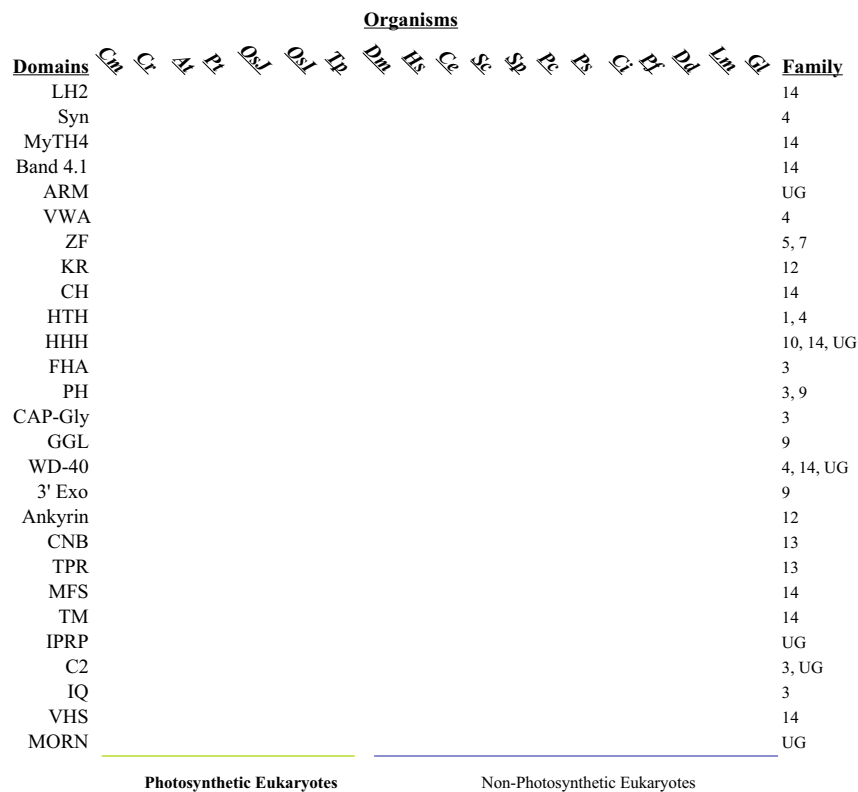 Organisms
Domains Cm Cr At Pt OsJ OsI Tp Dm Hs Ce Sc Sp Pc Ps Ci Pf Dd Lm Gl Family
LH2 14
Syn 4
MyTH4 14
Band 4.1 14
ARM UG
VWA 4
ZF 5, 7
KR 12
CH 14
HTH 1, 4
HHH 10, 14, UG
FHA 3
PH 3, 9
CAP-Gly 3
GGL 9
WD-40 4, 14, UG
3' Exo 9
Ankyrin 12
CNB 13
TPR 13
MFS 14
TM 14
IPRP UG
C2 3, UG
IQ 3
VHS 14
MORN UG
Photosynthetic Eukaryotes Non-Photosynthetic Eukaryotes